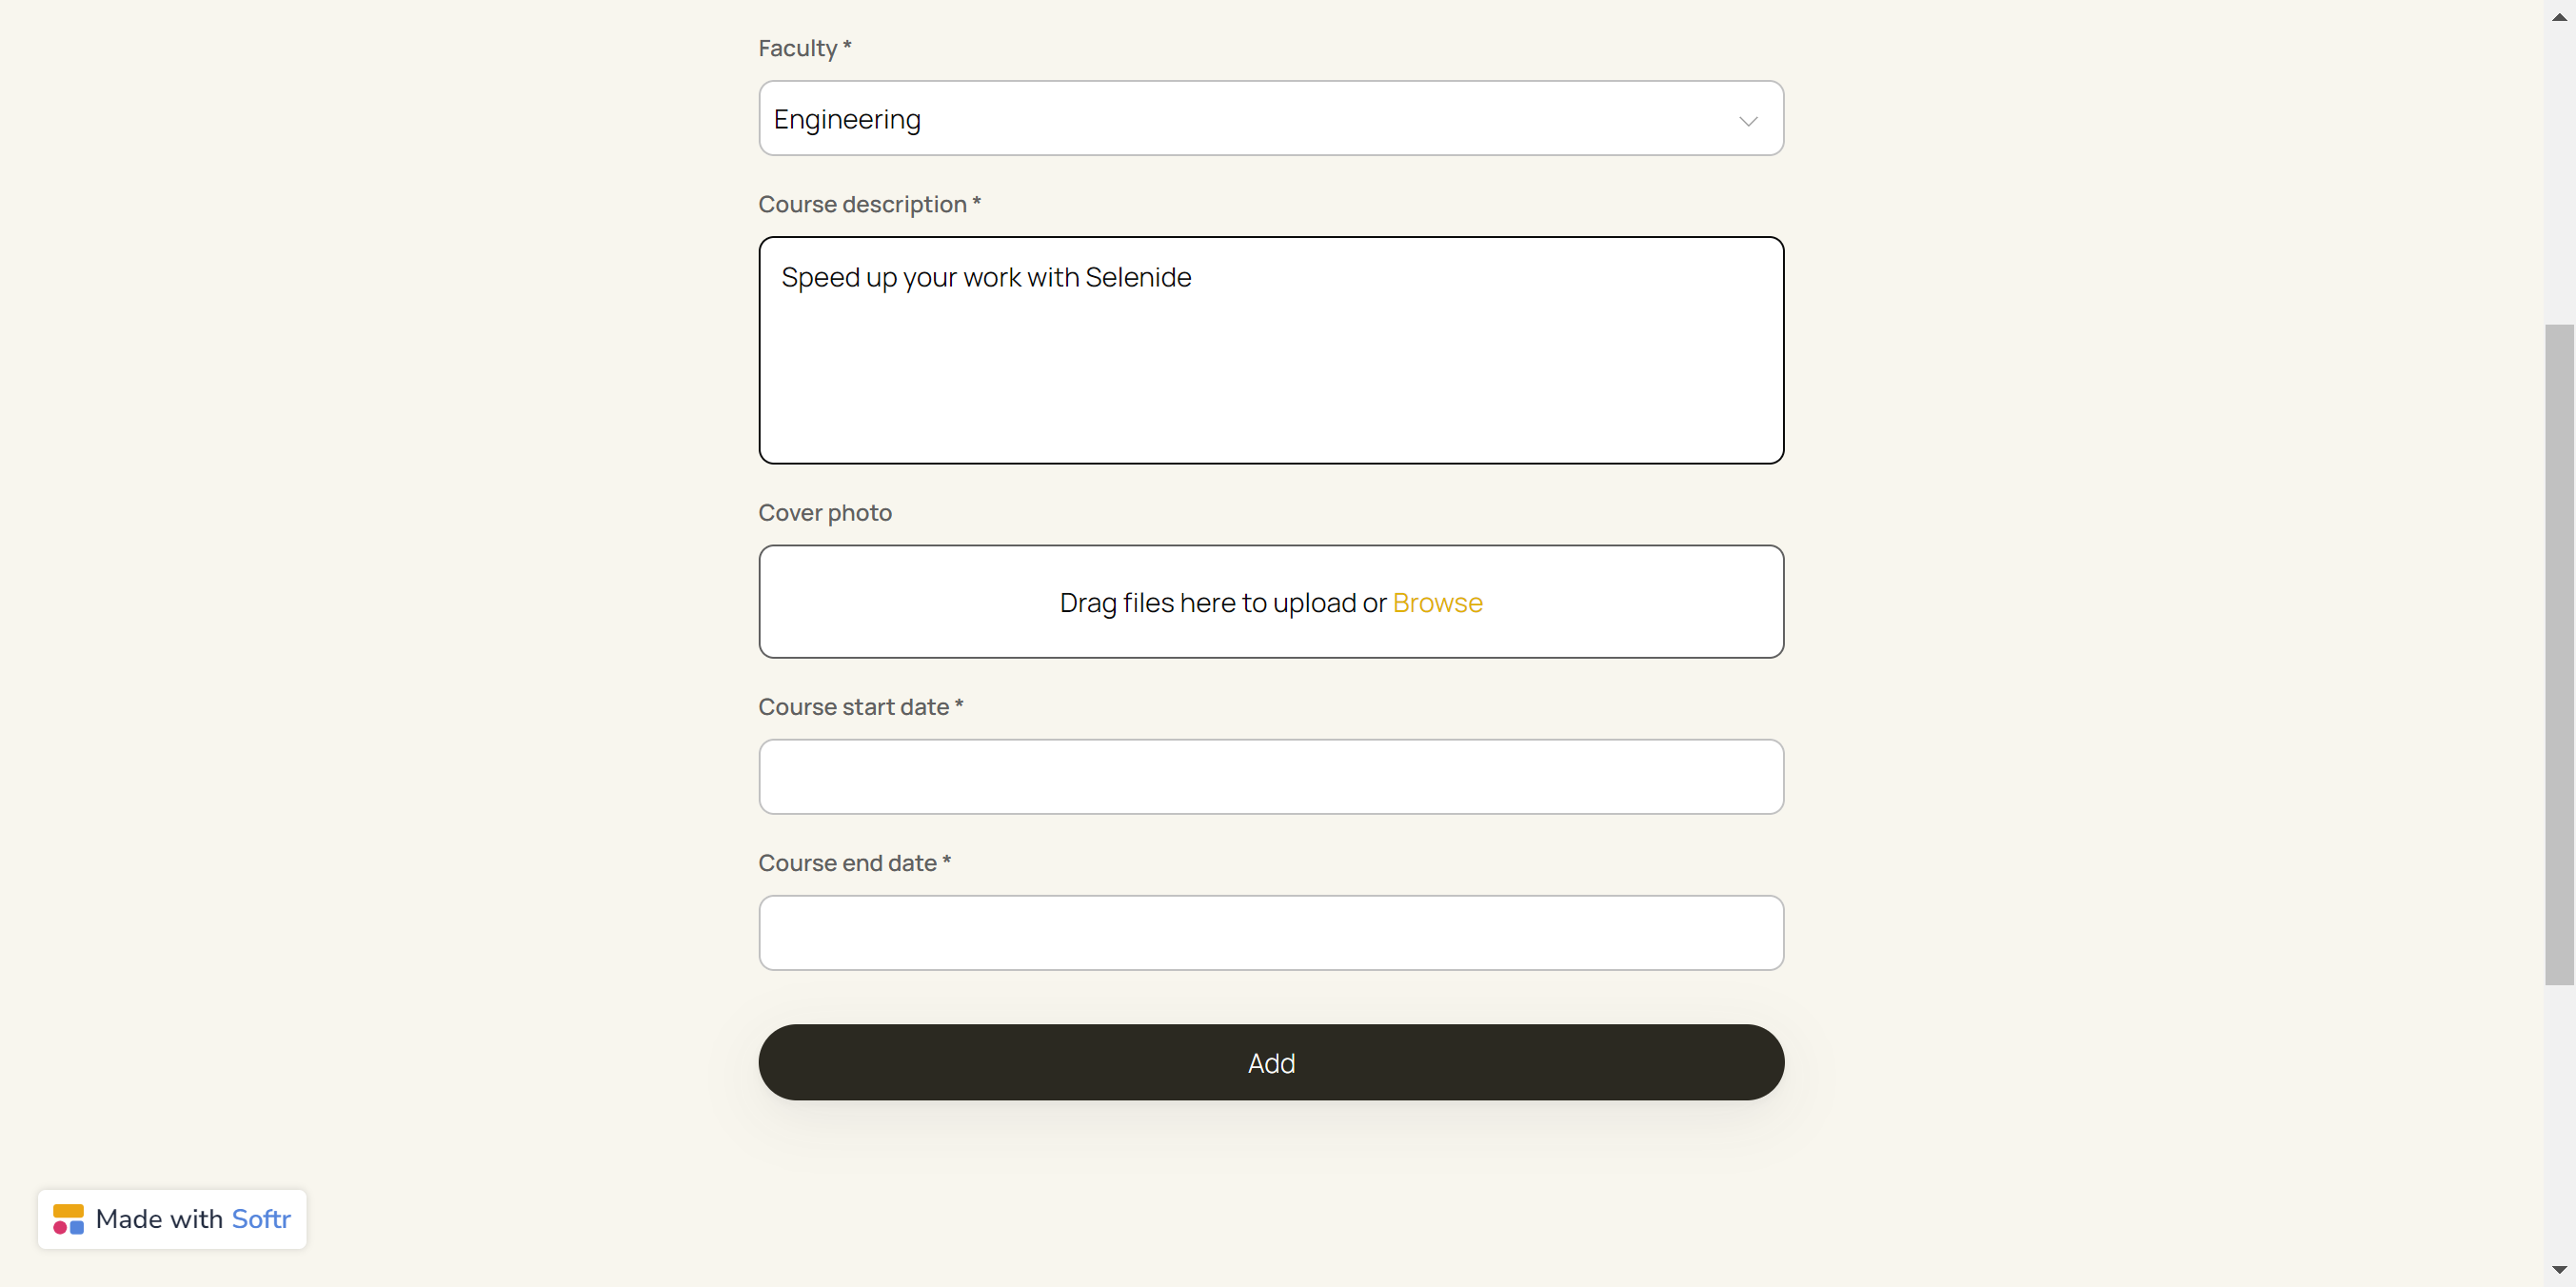 Faculty *
Engineering
Course description *
Speed up your work with Selenide
Cover photo
Drag files here to upload or Browse
Course start date *
Course end date *
Add
Made with Softr